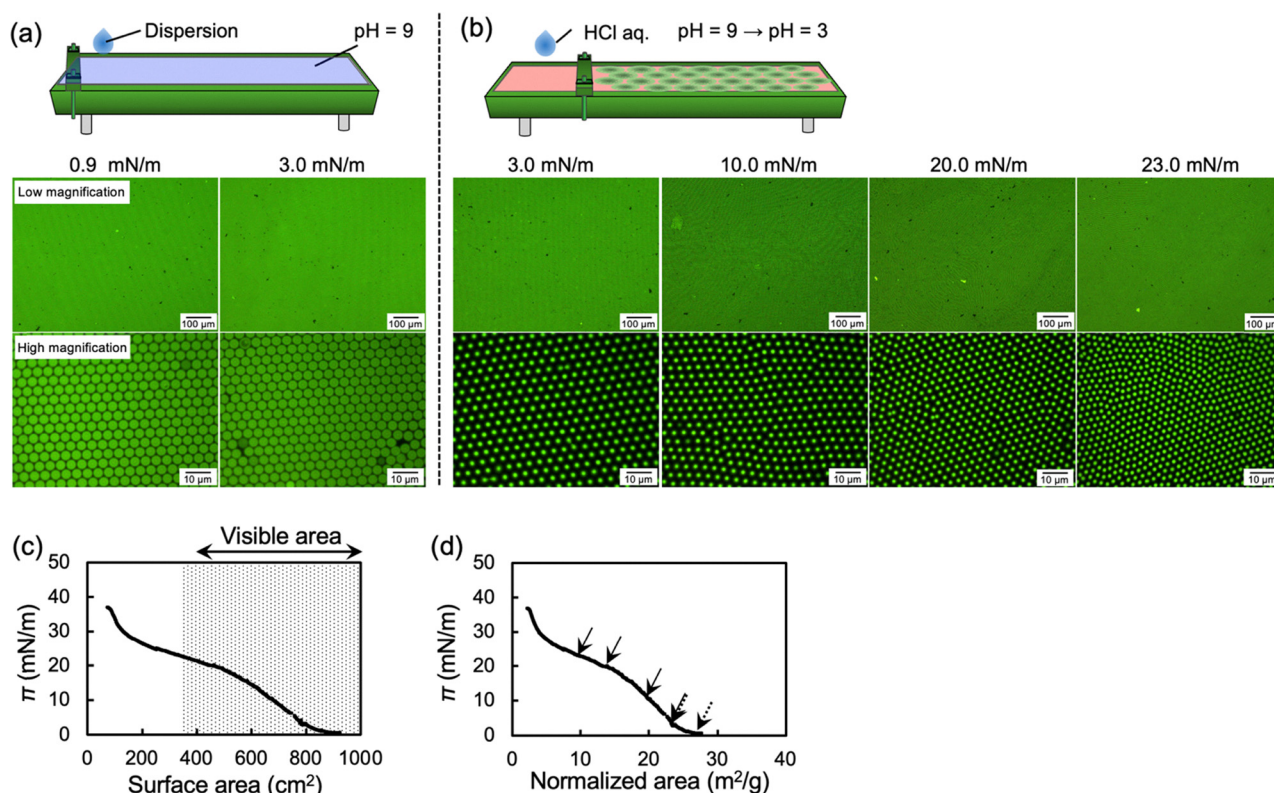 (a)
Dispersion
pH = 9
0.9 mN/m
3.0 mN/m
Low magnification
100 μm
100 μm
High magnification
10 μm
10 μm
(b)
HCl aq.
pH = 9 → pH = 3
3.0 mN/m
10.0 mN/m
20.0 mN/m
23.0 mN/m
100 μm
100 μm
100 μm
100 μm
10 μm
10 μm
10 μm
10 μm
(c)
Visible area
50
40
30
20
10
0
π (mN/m)
0 200 400 600 800 1000
Surface area (cm²)
(d)
50
40
30
20
10
0
π (mN/m)
0 10 20 30 40
Normalized area (m²/g)